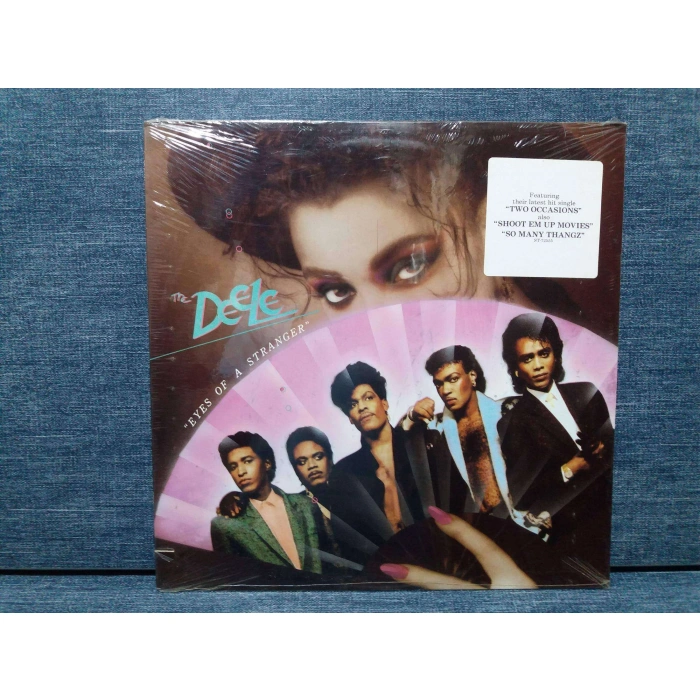 The
Deele
"EYES OF A STRANGER"
Featuring
their latest hit single
"TWO OCCASIONS"
also
"SHOOT EM UP MOVIES"
"SO MANY THANGZ"